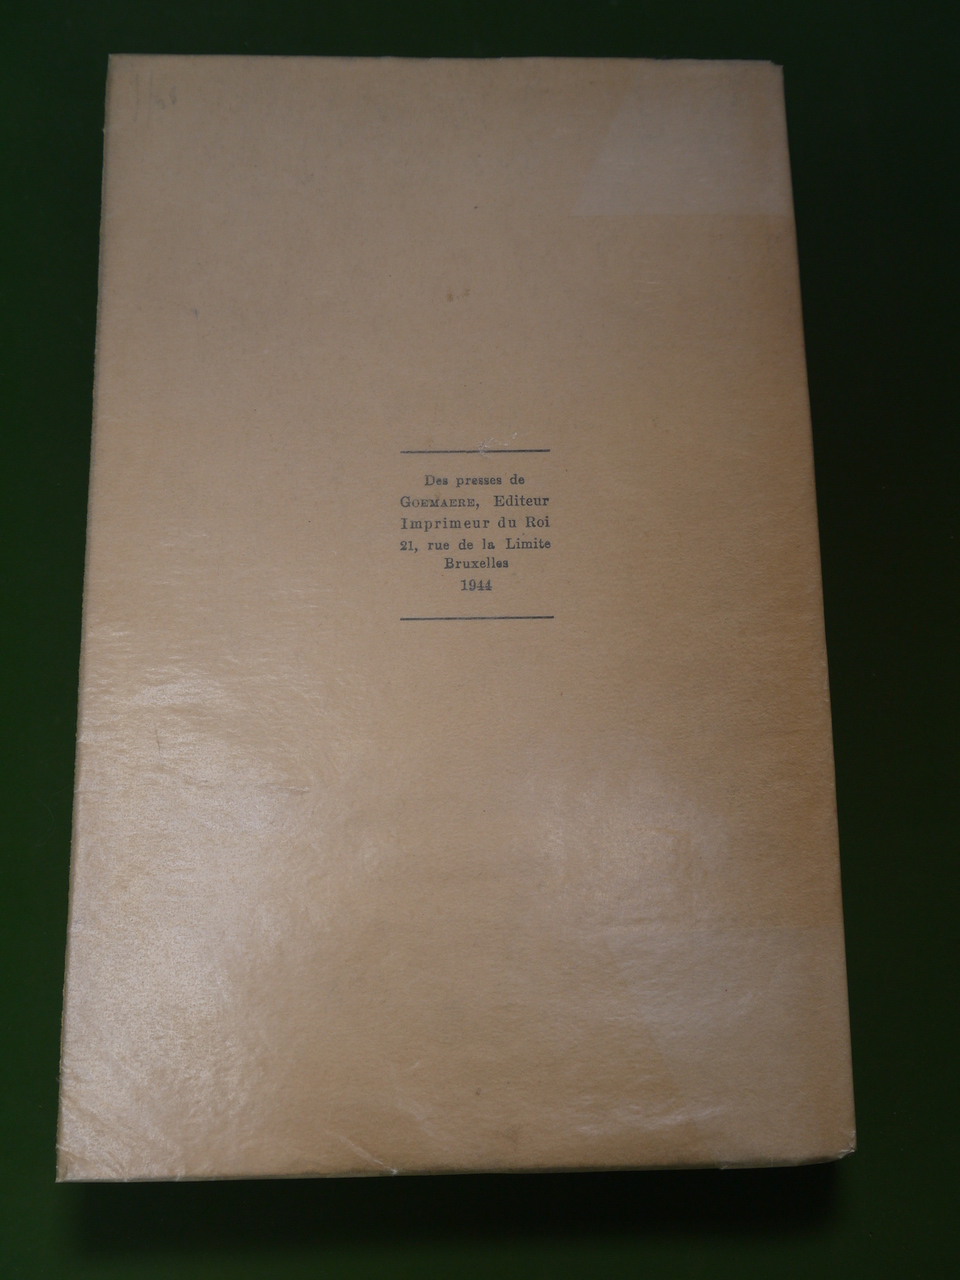 Des presses de
GOEMAERE, Editeur
Imprimeur du Roi
21, rue de la Limite
Bruxelles
1944